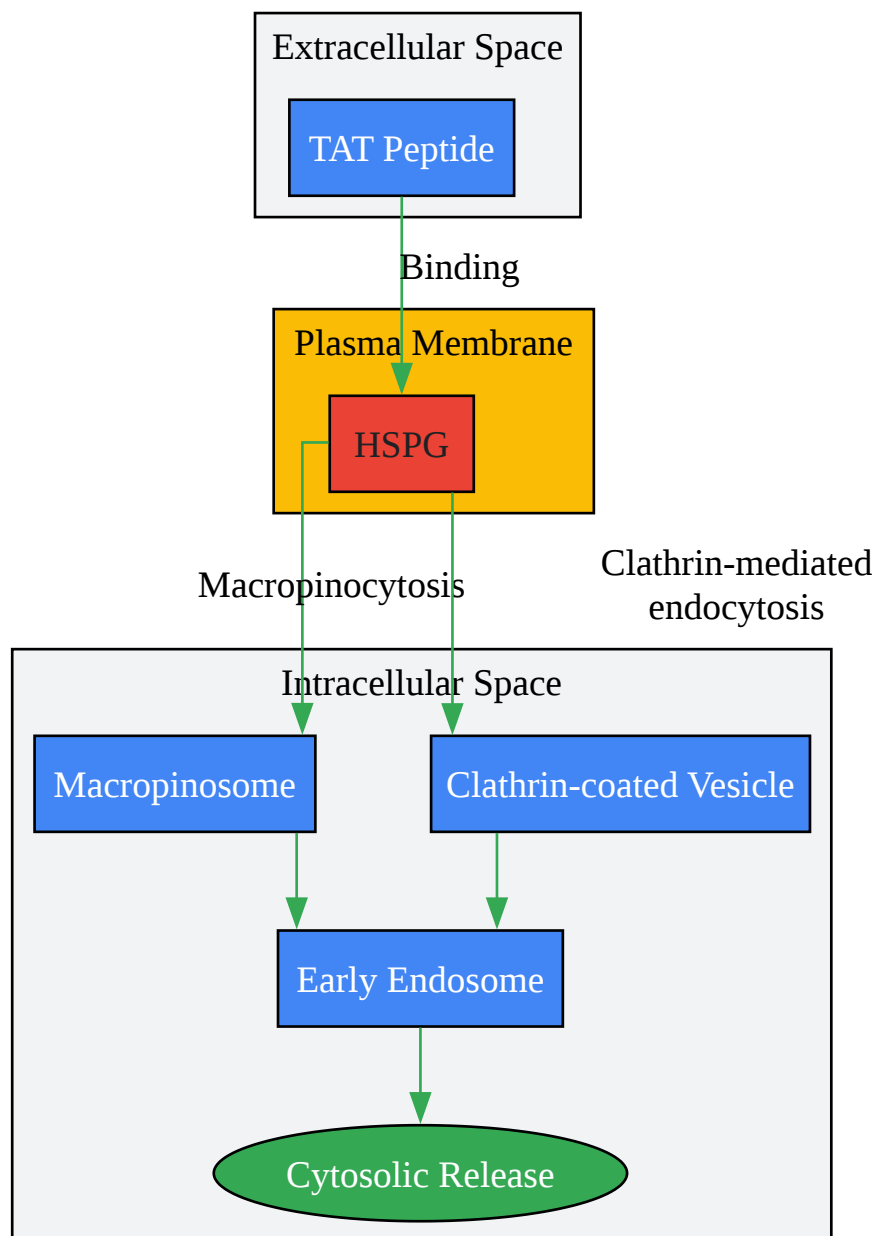 Extracellular Space
TAT Peptide
Binding
Plasma Membrane
HSPG
Macropinocytosis
Clathrin-mediated
endocytosis
Intracellular Space
Macropinosome
Clathrin-coated Vesicle
Early Endosome
Cytosolic Release